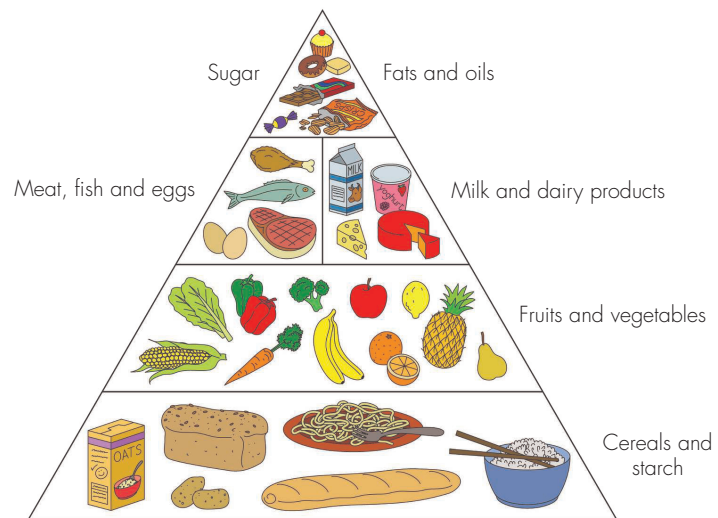 Sugar
Fats and oils
Meat, fish and eggs
MILK
Milk and dairy products
Fruits and vegetables
OATS
Cereals and
starch